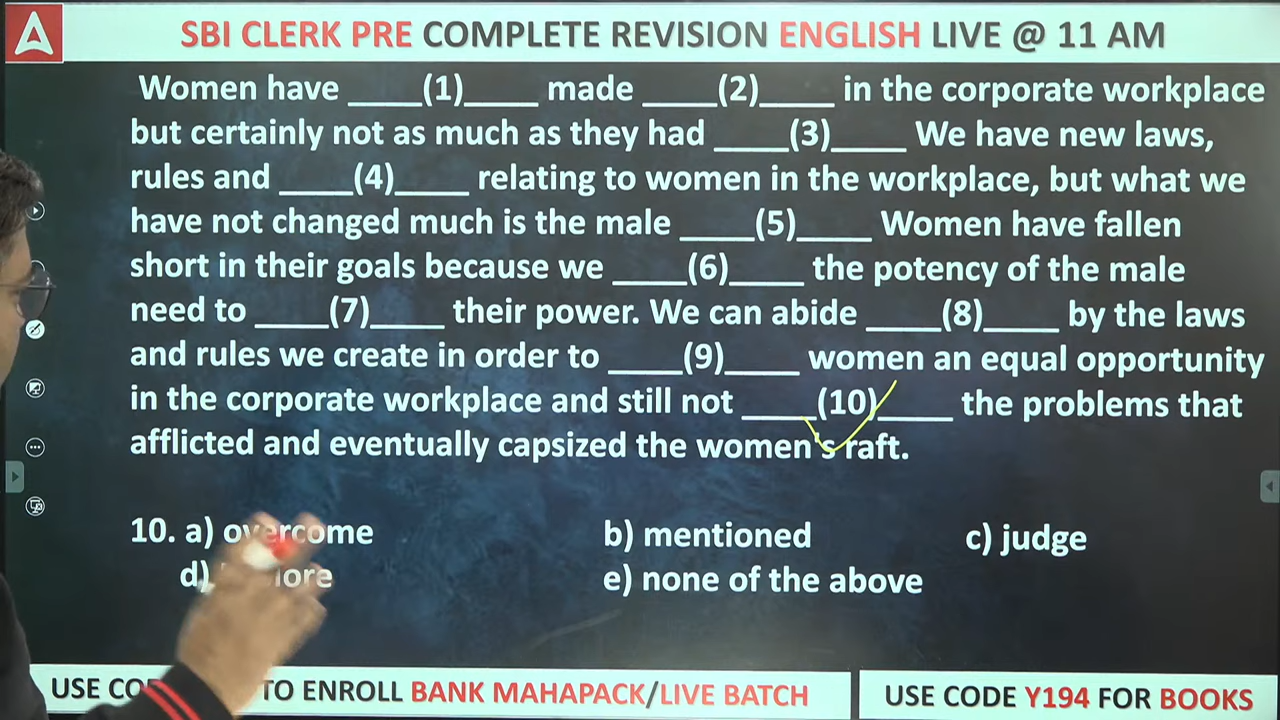 SBI CLERK PRE COMPLETE REVISION ENGLISH LIVE @ 11 AM
Women have ____(1)____ made ____(2)____ in the corporate workplace
but certainly not as much as they had ____(3)____ We have new laws,
rules and ____(4)____ relating to women in the workplace, but what we
have not changed much is the male ____(5)____ Women have fallen
short in their goals because we ____(6)____ the potency of the male
need to ____(7)____ their power. We can abide ____(8)____ by the laws
and rules we create in order to ____(9)____ women an equal opportunity
in the corporate workplace and still not ____(10)____ the problems that
afflicted and eventually capsized the women's raft.
10. a) overcome b) mentioned c) judge
d) e) none of the above
USE TO ENROLL BANK MAHAPACK/LIVE BATCH
USE CODE Y194 FOR BOOKS